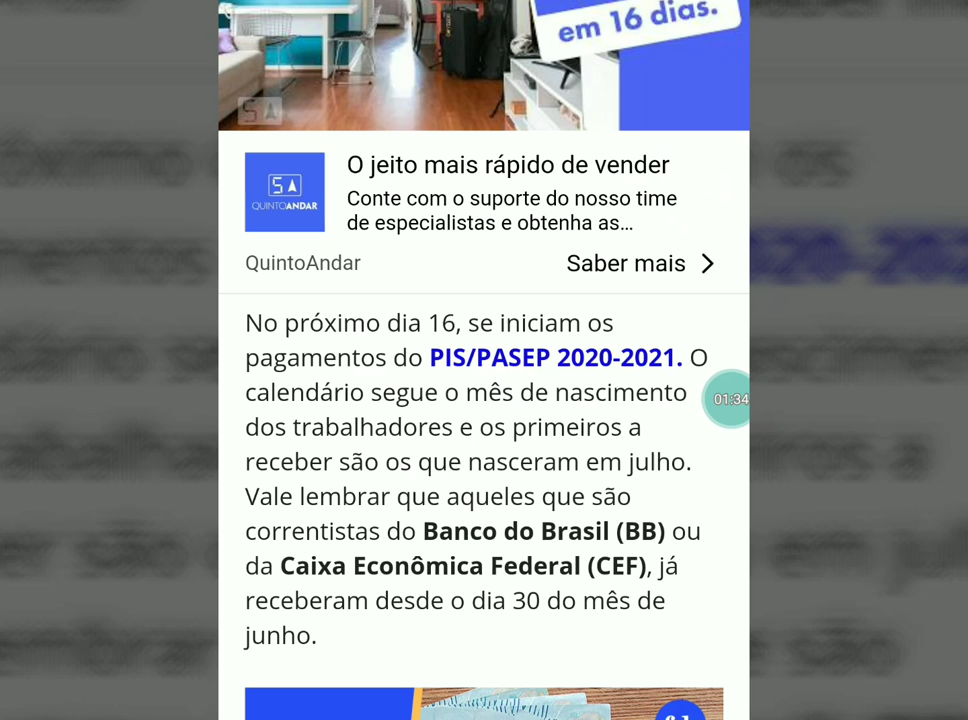 em 16 dias.
5A
5A
QUINTOANDAR
O jeito mais rápido de vender
Conte com o suporte do nosso time
de especialistas e obtenha as…
QuintoAndar
Saber mais
No próximo dia 16, se iniciam os
pagamentos do PIS/PASEP 2020-2021. O
calendário segue o mês de nascimento
01:34
dos trabalhadores e os primeiros a
receber são os que nasceram em julho.
Vale lembrar que aqueles que são
correntistas do Banco do Brasil (BB) ou
da Caixa Econômica Federal (CEF), já
receberam desde o dia 30 do mês de
junho.